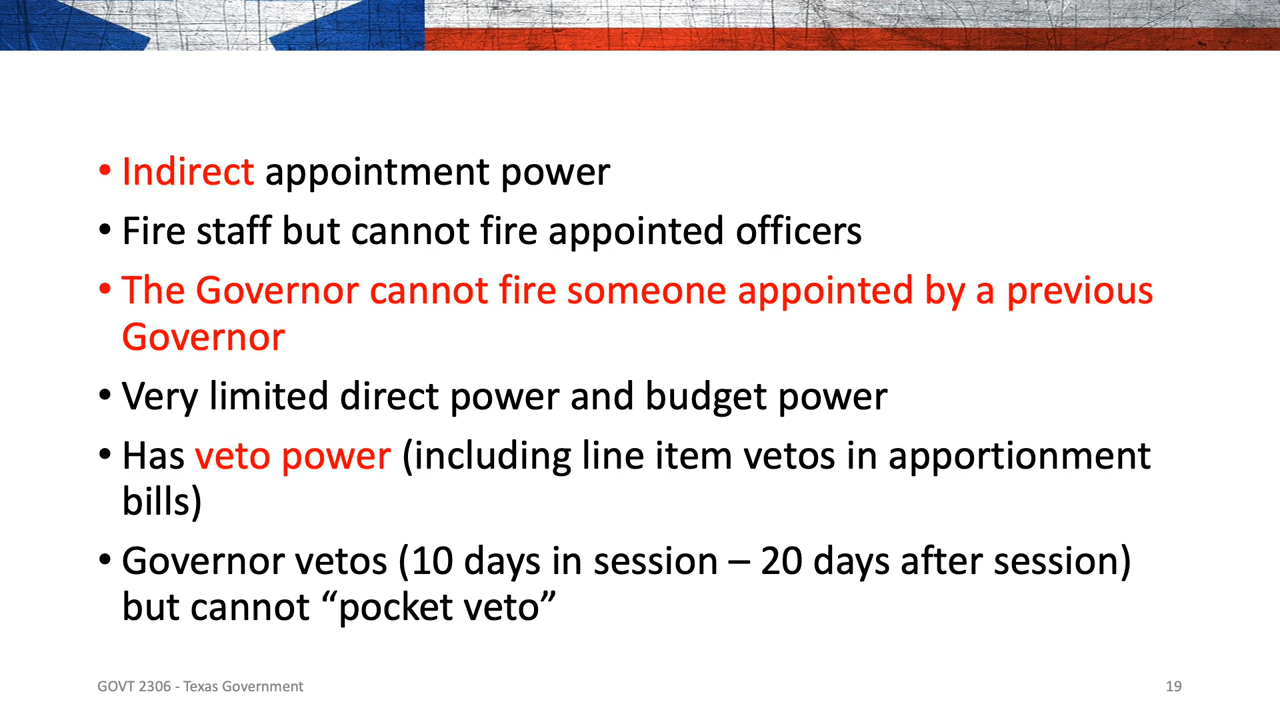 • Indirect appointment power
• Fire staff but cannot fire appointed officers
• The Governor cannot fire someone appointed by a previous
Governor
• Very limited direct power and budget power
• Has veto power (including line item vetos in apportionment
bills)
• Governor vetos (10 days in session – 20 days after session)
but cannot “pocket veto”
GOVT 2306 - Texas Government
19